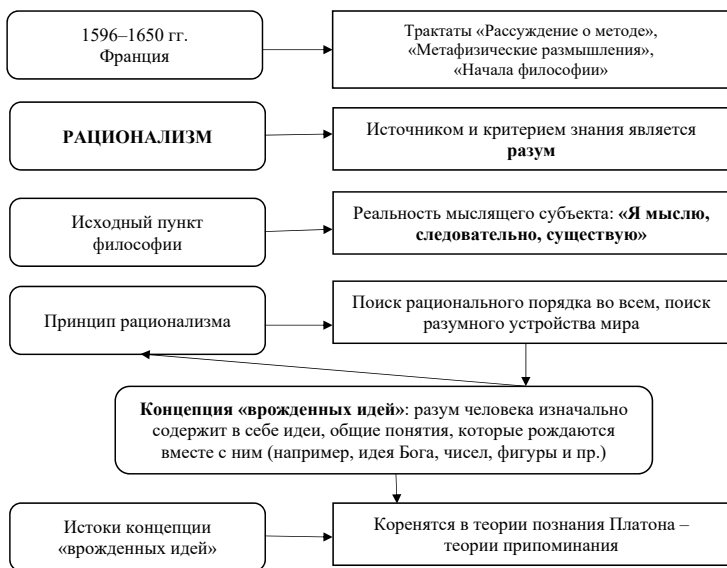 1596–1650 гг.
Франция
Трактаты «Рассуждение о методе»,
«Метафизические размышления»,
«Начала философии»
РАЦИОНАЛИЗМ
Источником и критерием знания является
разум
Исходный пункт
философии
Реальность мыслящего субъекта: «Я мыслю,
следовательно, существую»
Принцип рационализма
Поиск рационального порядка во всем, поиск
разумного устройства мира
Концепция «врожденных идей»: разум человека изначально
содержит в себе идеи, общие понятия, которые рождаются
вместе с ним (например, идея Бога, чисел, фигуры и пр.)
Истоки концепции
«врожденных идей»
Коренятся в теории познания Платона –
теории припоминания